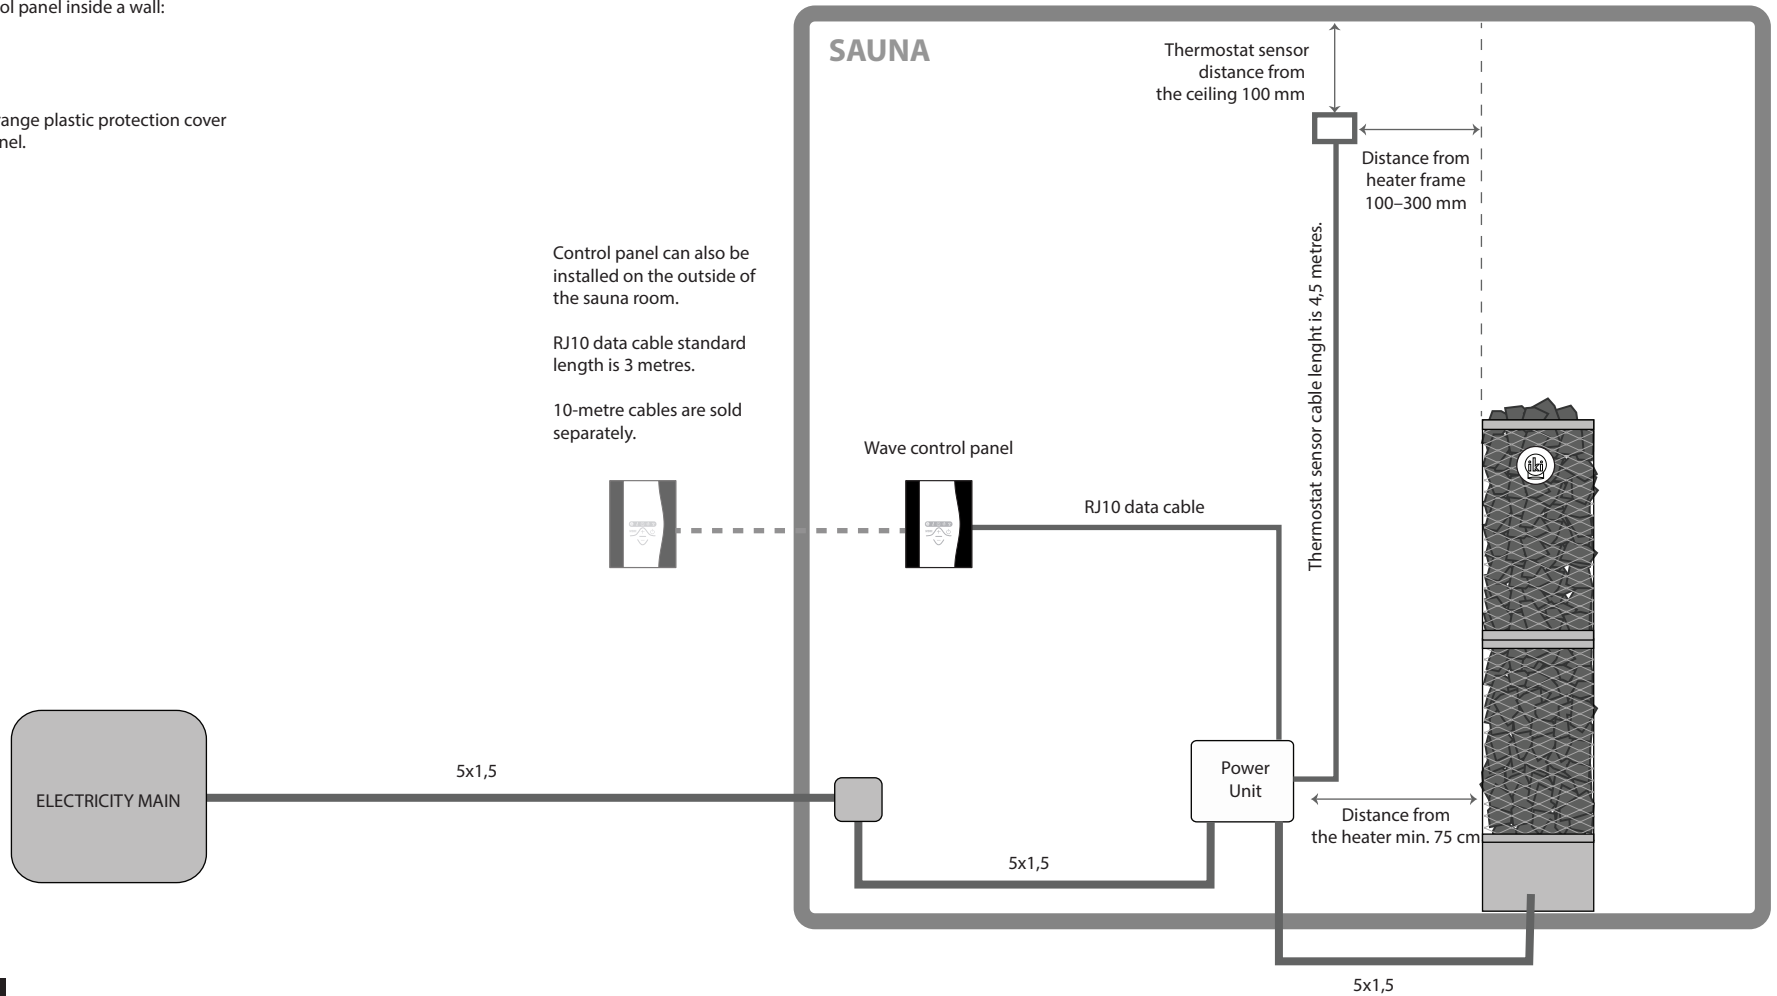 ol panel inside a wall:
ange plastic protection cover
nel.
SAUNA
Thermostat sensor
distance from
the ceiling 100 mm
Distance from
heater frame
100–300 mm
Thermostat sensor cable lenght is 4,5 metres.
Control panel can also be
installed on the outside of
the sauna room.
RJ10 data cable standard
length is 3 metres.
10-metre cables are sold
separately.
Wave control panel
RJ10 data cable
iki
ELECTRICITY MAIN
5x1,5
Power
Unit
Distance from
the heater min. 75 cm
5x1,5
5x1,5